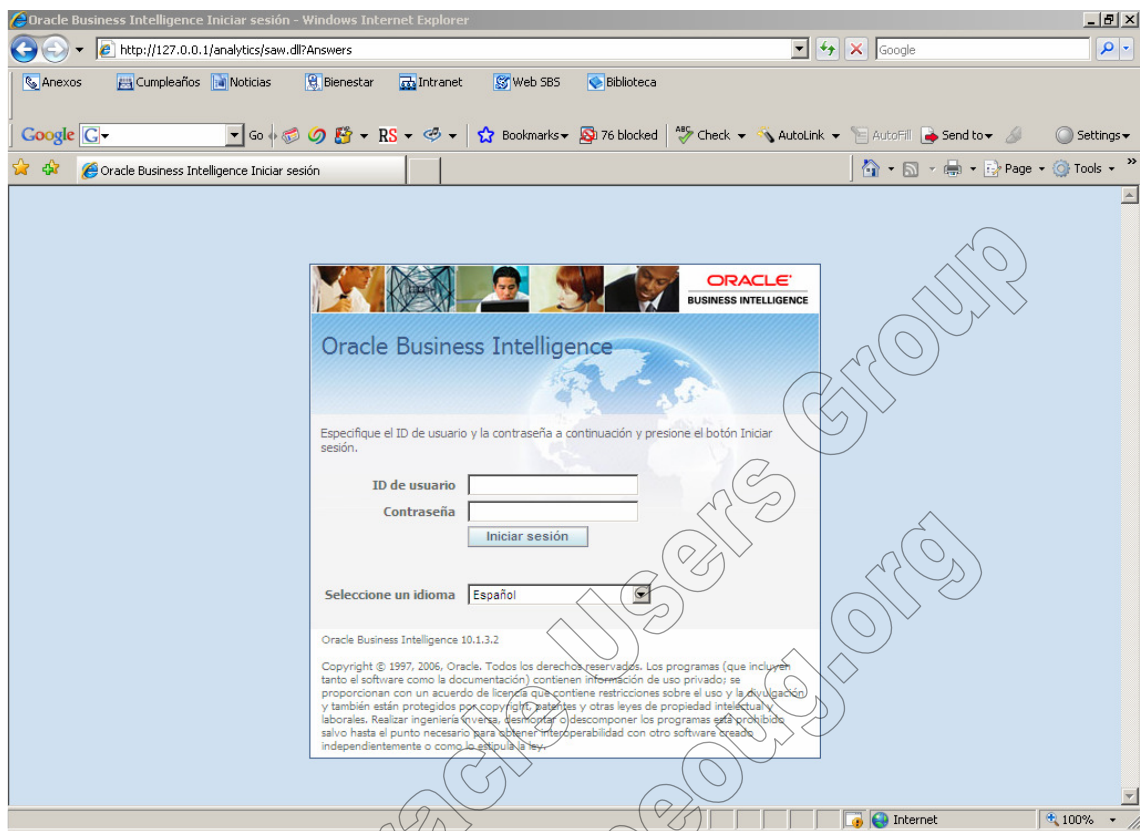 Oracle Business Intelligence Iniciar sesión - Windows Internet Explorer
http://127.0.0.1/analytics/saw.dll?Answers
Google
Anexos Cumpleaños Noticias Bienestar Intranet Web SBS Biblioteca
Google G Go RS Bookmarks 76 blocked ABC Check AutoLink AutoFill Send to Settings
Oracle Business Intelligence Iniciar sesión
Page Tools »
ORACLE
BUSINESS INTELLIGENCE
Oracle Business Intelligence
Especifique el ID de usuario y la contraseña a continuación y presione el botón Iniciar
sesión.
ID de usuario
Contraseña
Iniciar sesión
Seleccione un idioma Español
Oracle Business Intelligence 10.1.3.2
Copyright © 1997, 2006, Oracle. Todos los derechos reservados. Los programas (que incluyen
tanto el software como la documentación) contienen información de uso privado; se
proporcionan con un acuerdo de licencia que contiene restricciones sobre el uso y la divulgación
y también están protegidos por copyright, patentes y otras leyes de propiedad intelectual y
laborales. Realizar ingeniería inversa, desmontar o descomponer los programas está prohibido
salvo hasta el punto necesario para obtener interoperabilidad con otro software creado
independientemente o como lo estipula la ley.
acle Users Group
eoug.org
Internet
100%